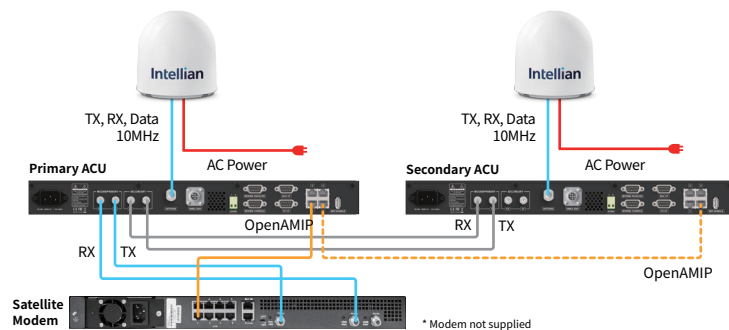 Intellian
Intellian
TX, RX, Data
10MHz
TX, RX, Data
10MHz
Primary ACU
AC Power
Secondary ACU
AC Power
OpenAMIP
RX
TX
RX
TX
OpenAMIP
Satellite
Modem
* Modem not supplied